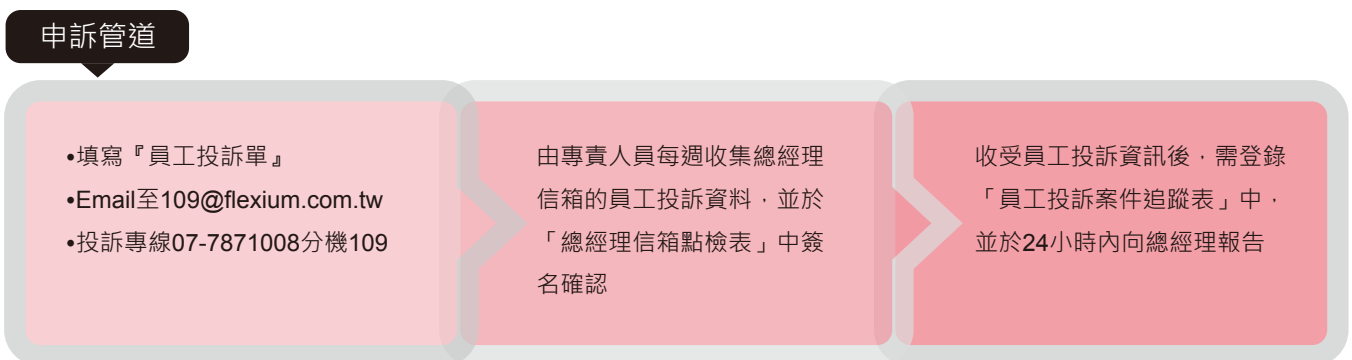 申訴管道
•填寫『員工投訴單』
•Email至109@flexium.com.tw
•投訴專線07-7871008分機109
由專責人員每週收集總經理
信箱的員工投訴資料，並於
「總經理信箱點檢表」中簽
名確認
收受員工投訴資訊後，需登錄
「員工投訴案件追蹤表」中，
並於24小時內向總經理報告